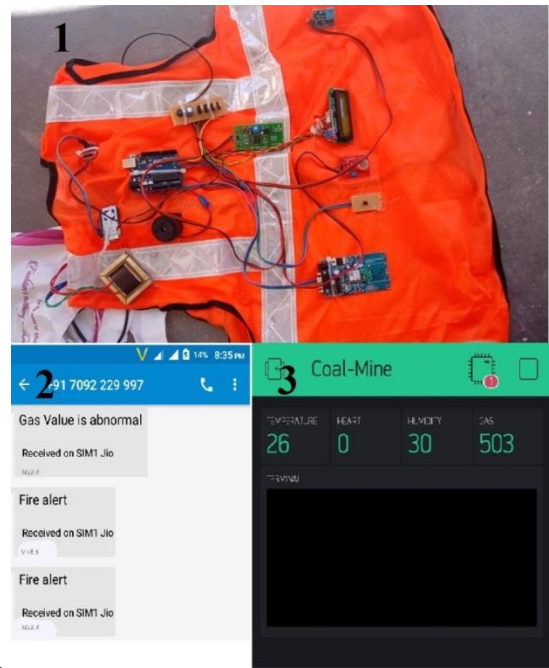 1
V 14% 8:35 PM
2
+91 7092 229 997
Gas Value is abnormal
Received on SIM1 Jio
Fire alert
Received on SIM1 Jio
Fire alert
Received on SIM1 Jio
3
Coal-Mine
1
TEMPERATURE HEART HUMIDITY GAS
26 0 30 503
TERMINAL